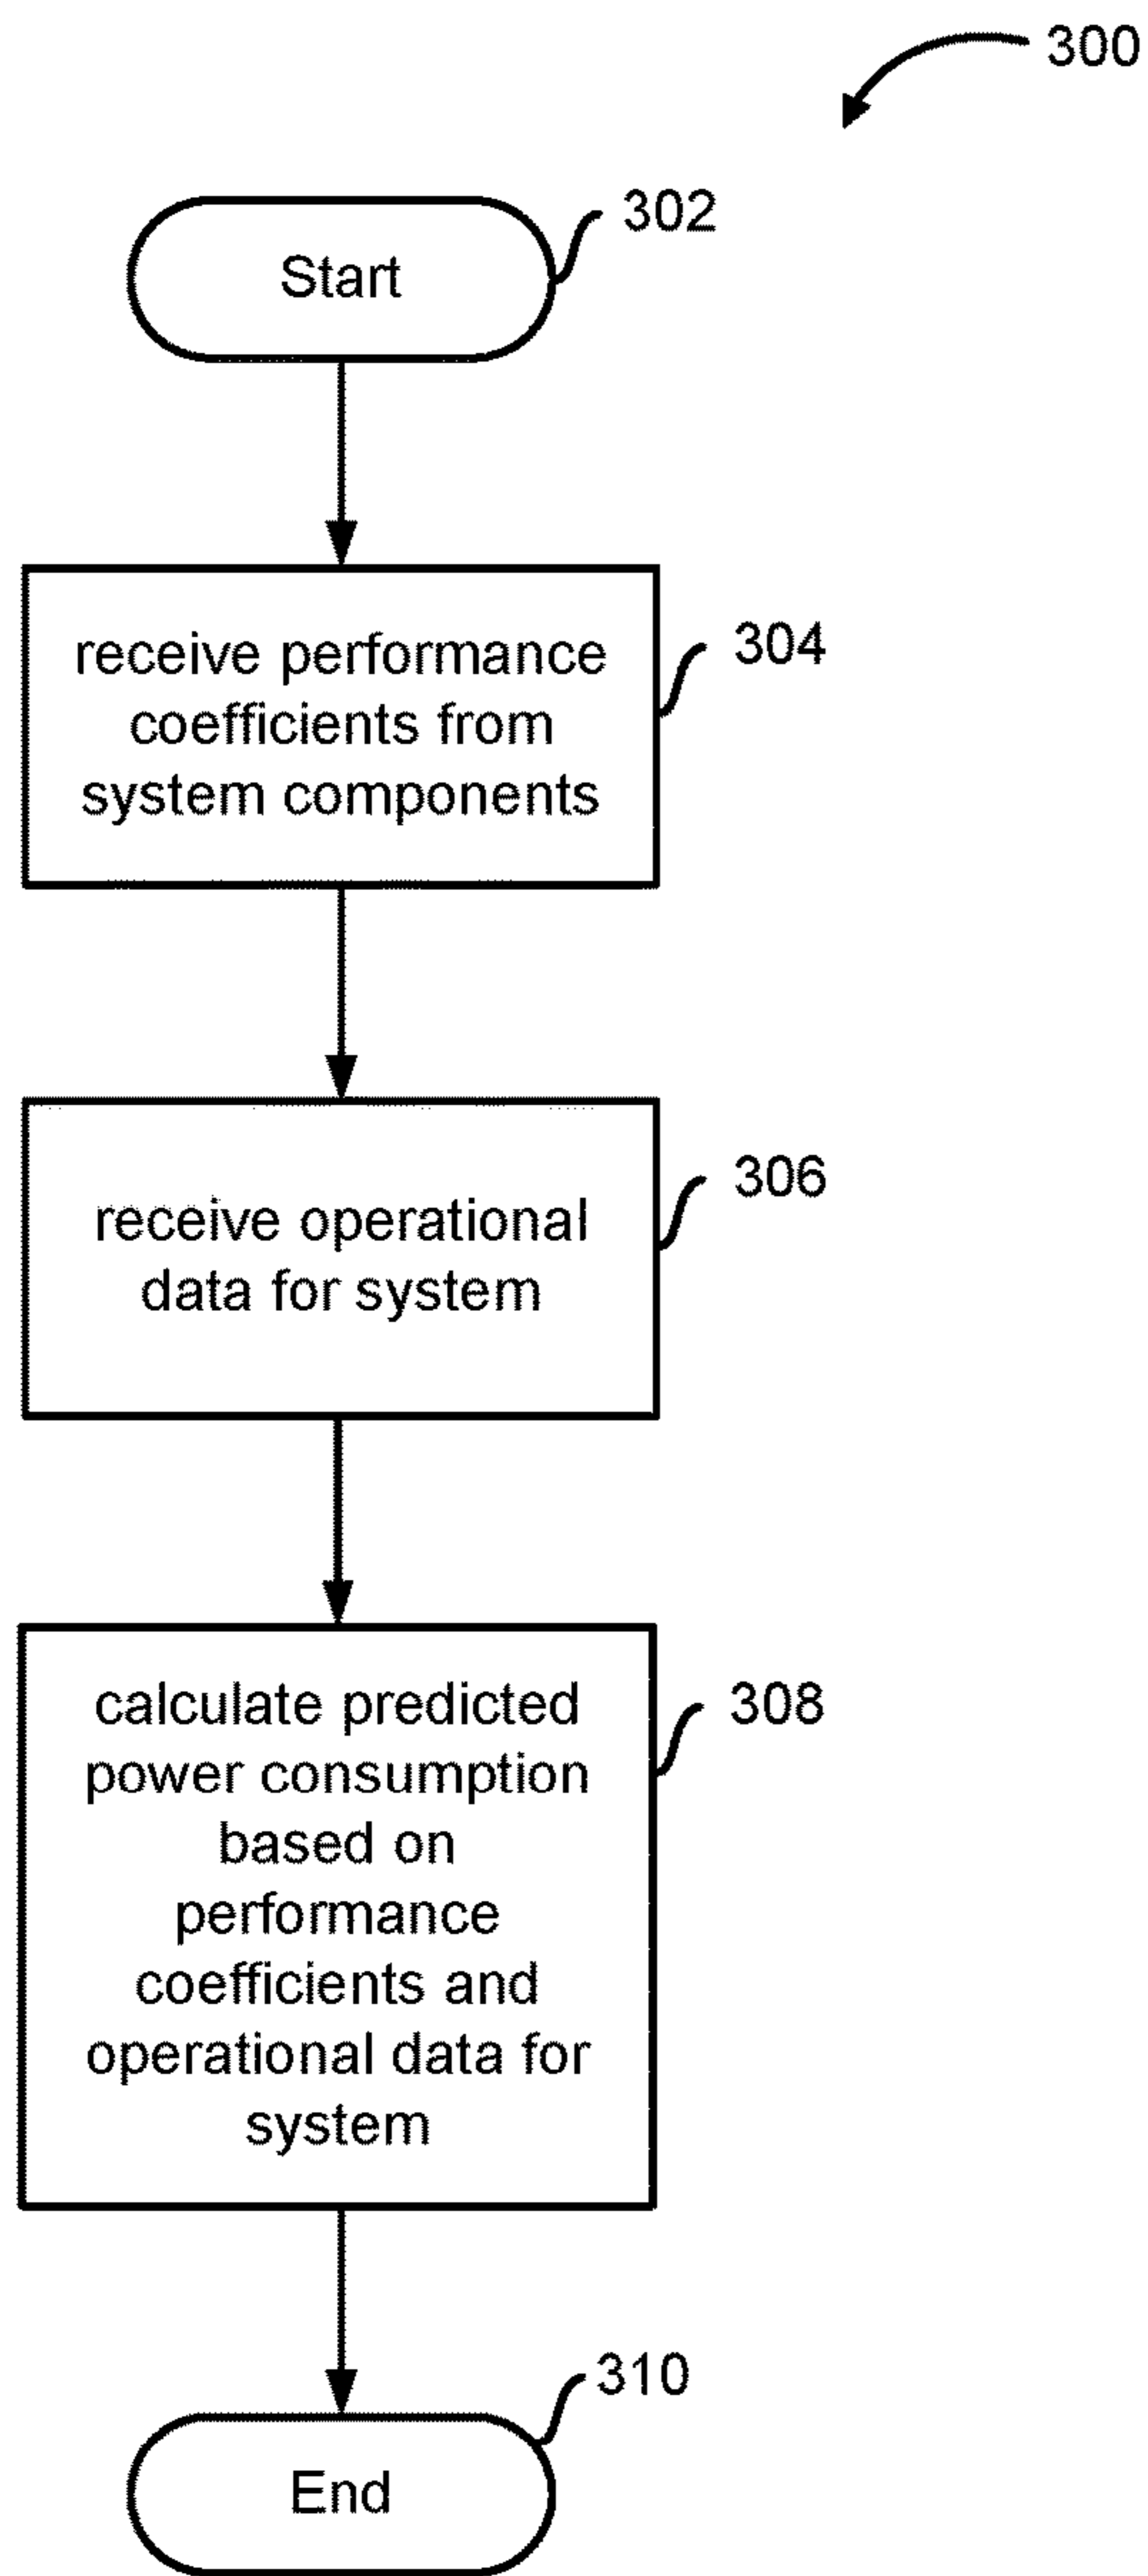 300
302
Start
304
receive performance
coefficients from
system components
306
receive operational
data for system
308
calculate predicted
power consumption
based on
performance
coefficients and
operational data for
system
310
End